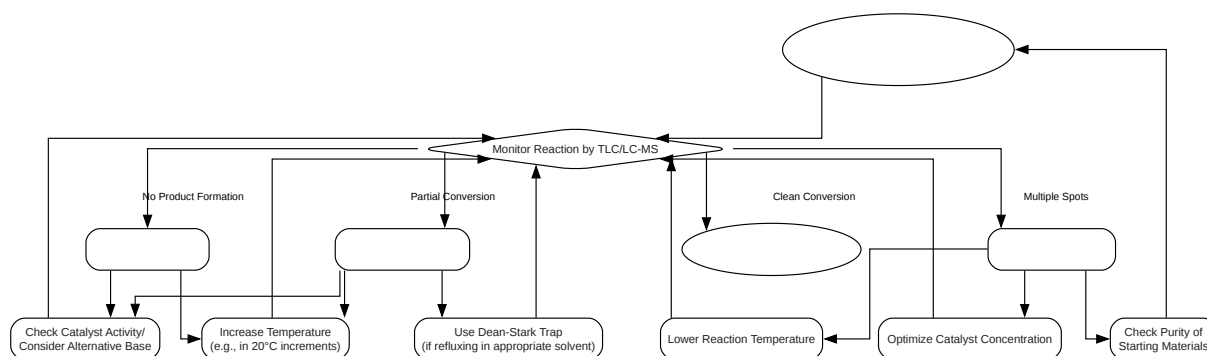 Monitor Reaction by TLC/LC-MS
No Product Formation
Partial Conversion
Clean Conversion
Multiple Spots
Check Catalyst Activity/
Consider Alternative Base
Increase Temperature
(e.g., in 20°C increments)
Use Dean-Stark Trap
(if refluxing in appropriate solvent)
Lower Reaction Temperature
Optimize Catalyst Concentration
Check Purity of
Starting Materials